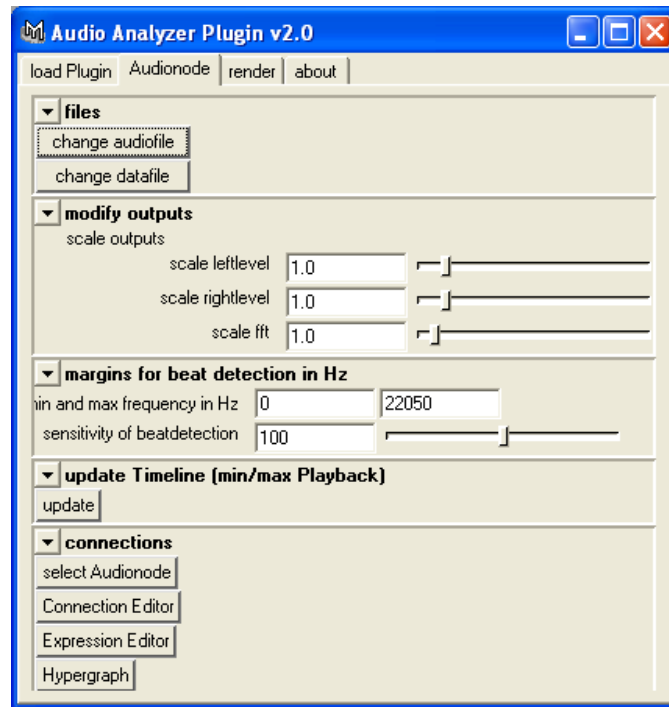 Audio Analyzer Plugin v2.0
load Plugin Audionode render about
files
change audiofile
change datafile
modify outputs
scale outputs
scale leftlevel 1.0
scale rightlevel 1.0
scale fft 1.0
margins for beat detection in Hz
and max frequency in Hz 0 22050
sensitivity of beatdetection 100
update Timeline (min/max Playback)
update
connections
select Audionode
Connection Editor
Expression Editor
Hypergraph